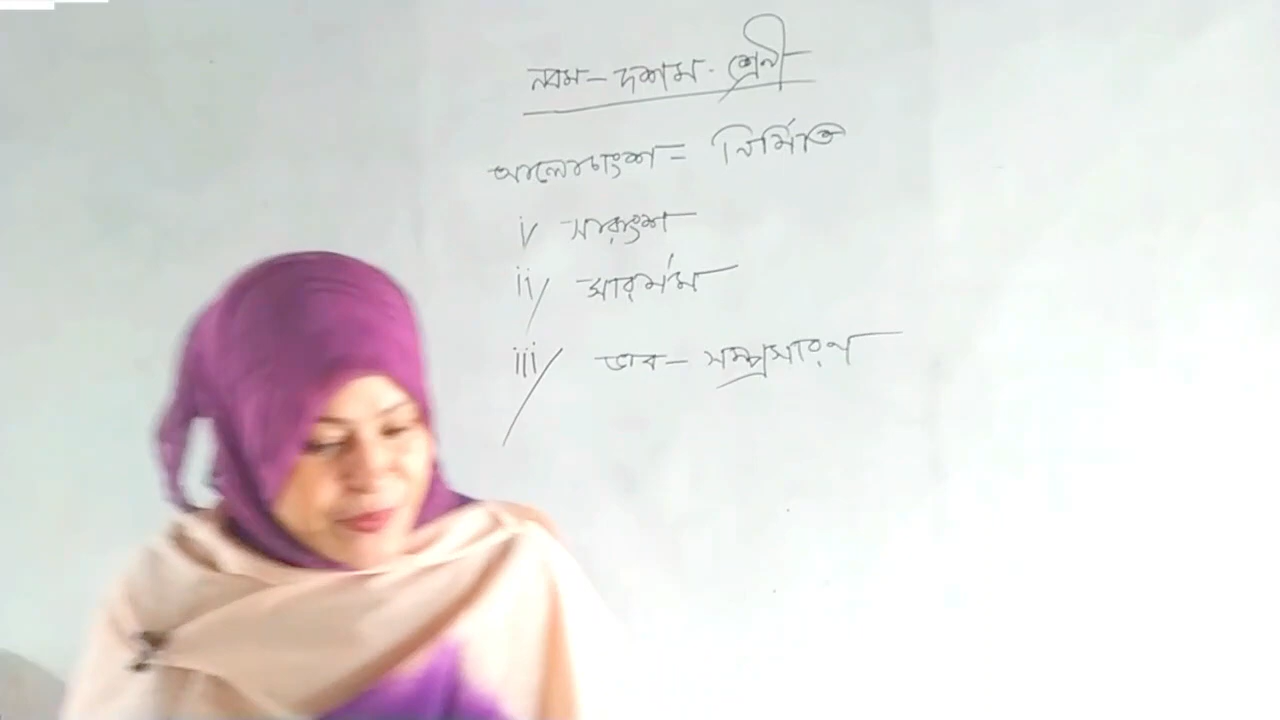 নবম - দশম - শ্রেনী
আলোচ্যাংশ = নির্মিতি
i/ সারাংশ
ii/ সারমর্ম
iii/ ভাব - সম্প্রসারণ